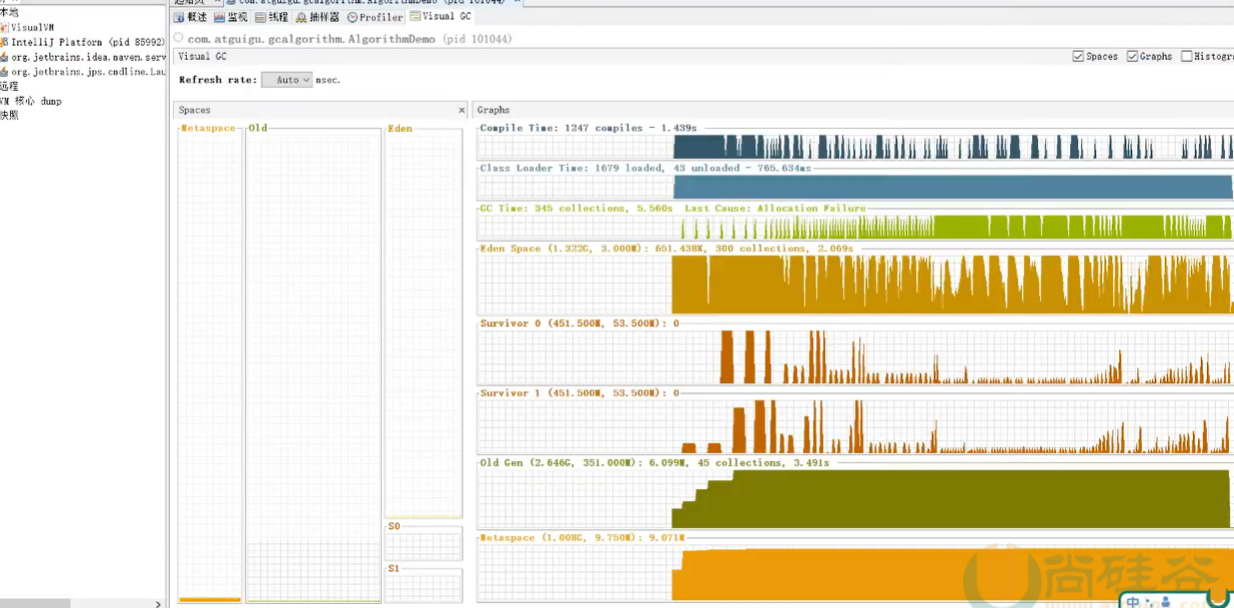 本地
VisualVM
IntelliJ Platform (pid 85992)
org.jetbrains.idea.maven.serv
org.jetbrains.jps.cmdline.Lau
远程
VM 核心 dump
快照
com.atguigu.gcalgorithm.AlgorithmDemo (pid 101044)
概述 监视 线程 抽样器 Profiler Visual GC
com.atguigu.gcalgorithm.AlgorithmDemo (pid 101044)
Visual GC
Spaces Graphs Histogr
Refresh rate: Auto msec.
Spaces
Metaspace Old Eden
S0
S1
Graphs
Compile Time: 1247 compiles - 1.439s
Class Loader Time: 1679 loaded, 43 unloaded - 765.634ms
GC Time: 345 collections, 5.560s Last Cause: Allocation Failure
Eden Space (1.322G, 3.000M): 651.438K, 300 collections, 2.069s
Survivor 0 (451.500M, 53.500M): 0
Survivor 1 (451.500M, 53.500M): 0
Old Gen (2.646G, 351.000M): 6.099M, 45 collections, 3.491s
Metaspace (1.008G, 9.750M): 9.071M
尚硅谷
中